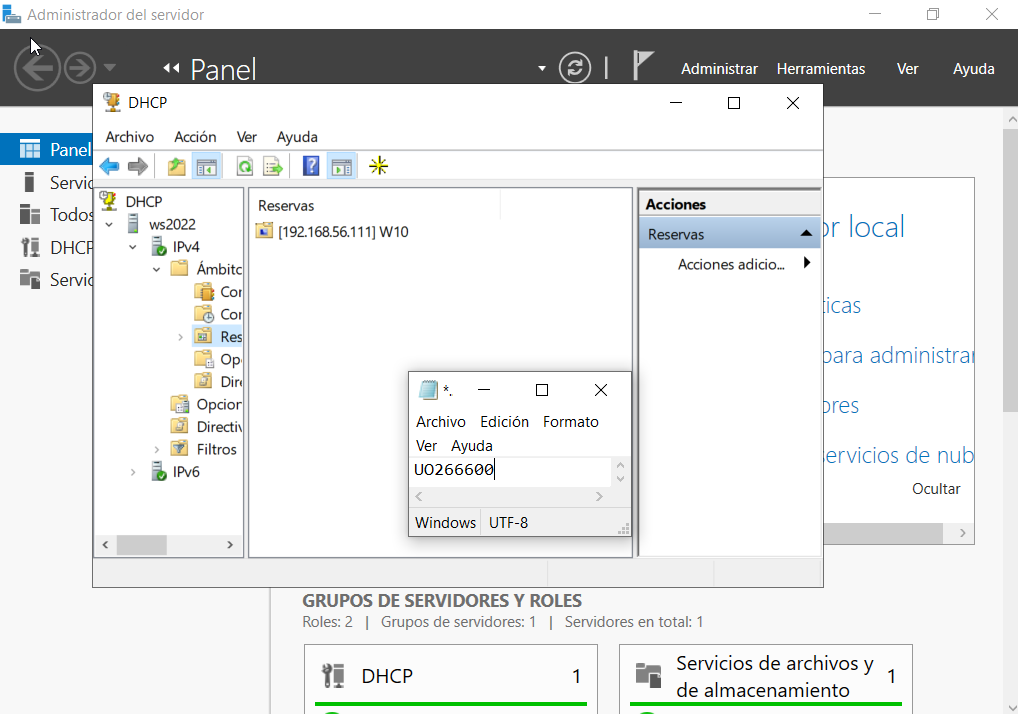 Administrador del servidor
Panel
Administrar Herramientas Ver Ayuda
Panel
Servic
Todos
DHCP
Servic
DHCP
Archivo Acción Ver Ayuda
DHCP
ws2022
IPv4
Ámbito
Cor
Cor
Res
Op
Dire
Opcion
Directiv
Filtros
IPv6
Reservas
[192.168.56.111] W10
Acciones
Reservas
Acciones adicio...
or local
ticas
para administrar
ores
servicios de nub
Ocultar
*.
Archivo Edición Formato
Ver Ayuda
UO266600
Windows UTF-8
GRUPOS DE SERVIDORES Y ROLES
Roles: 2 | Grupos de servidores: 1 | Servidores en total: 1
DHCP 1
Servicios de archivos y
de almacenamiento 1